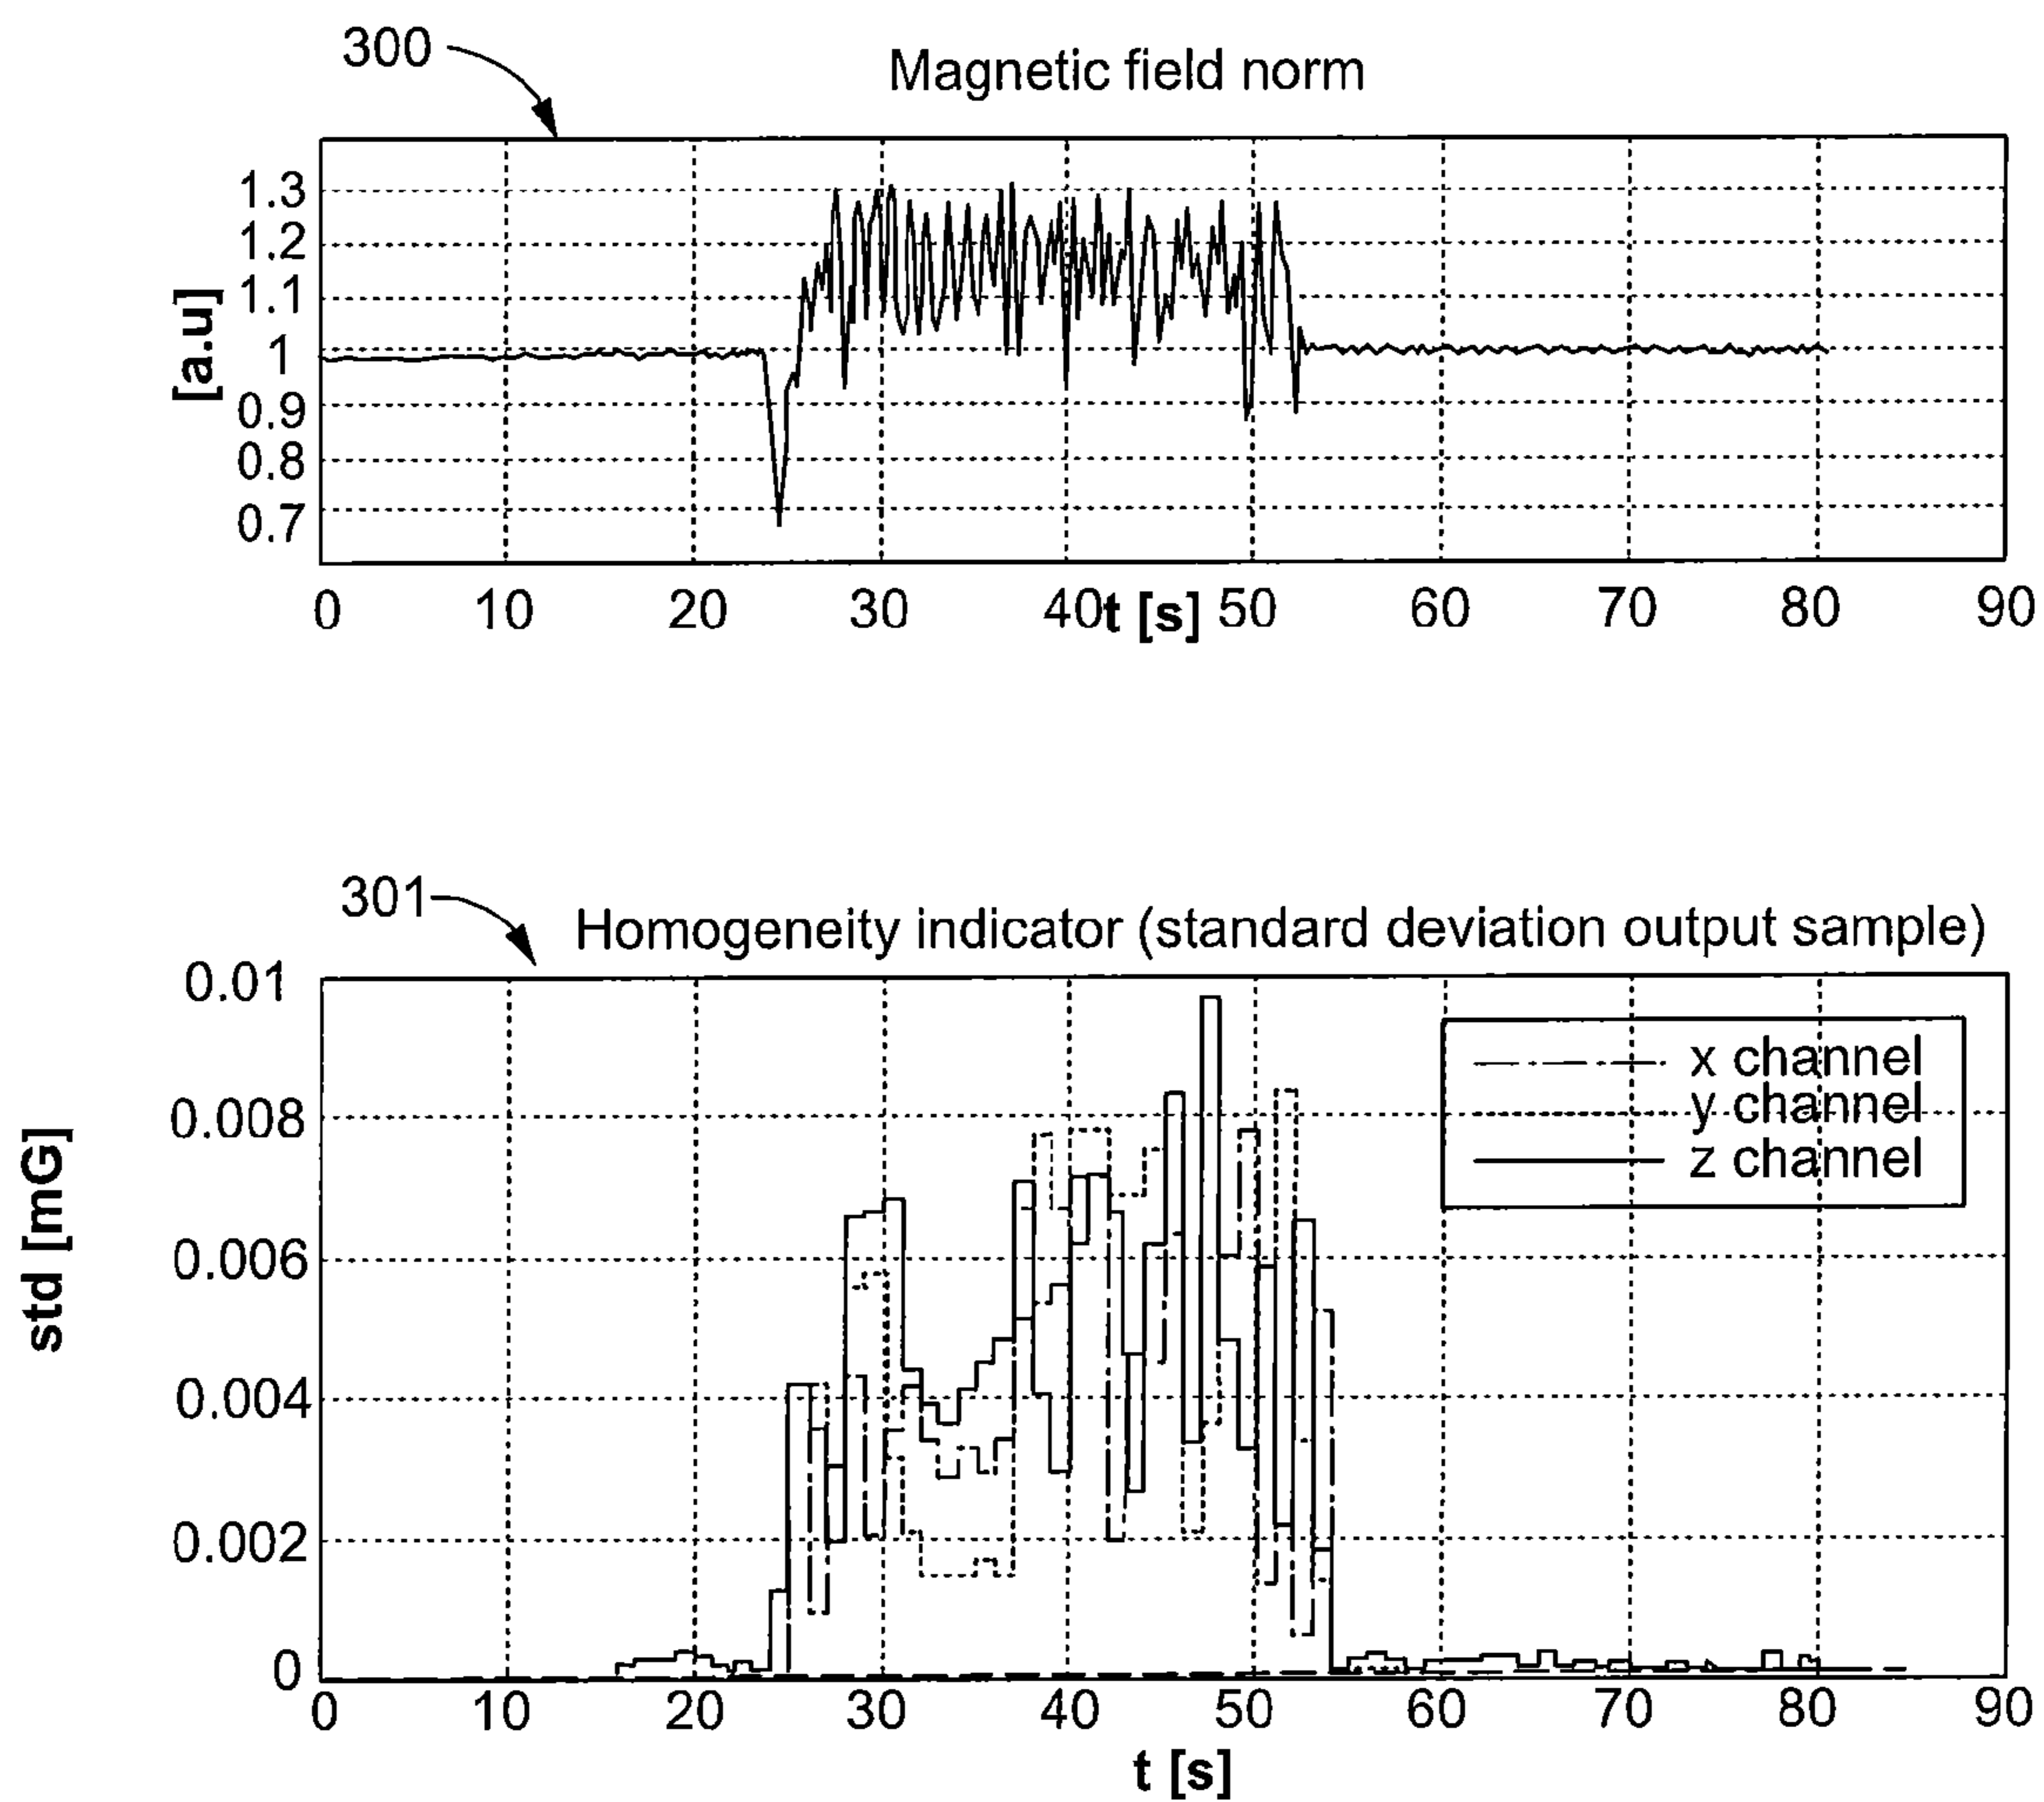 300
Magnetic field norm
1.3
1.2
1.1
1
0.9
0.8
0.7
[a.u]
0 10 20 30 40 50 60 70 80 90
t [s]
301
Homogeneity indicator (standard deviation output sample)
0.01
0.008
0.006
0.004
0.002
0
std [mG]
x channel
y channel
z channel
0 10 20 30 40 50 60 70 80 90
t [s]